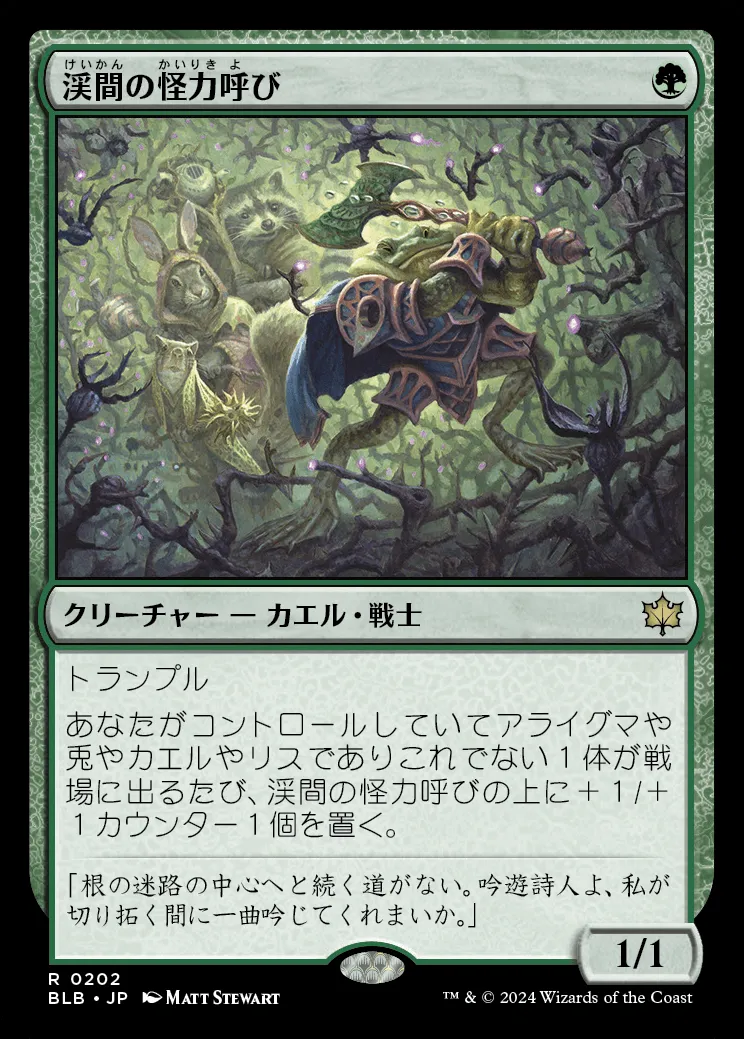 けいかん かいりき よ
渓間の怪力呼び
クリーチャー — カエル・戦士
トランプル
あなたがコントロールしていてアライグマや
兎やカエルやリスでありこれでない１体が戦
場に出るたび、渓間の怪力呼びの上に＋１/＋
１カウンター１個を置く。
「根の迷路の中心へと続く道がない。吟遊詩人よ、私が
切り拓く間に一曲吟じてくれまいか。」
1/1
R 0202
BLB • JP MATT STEWART
™ & © 2024 Wizards of the Coast